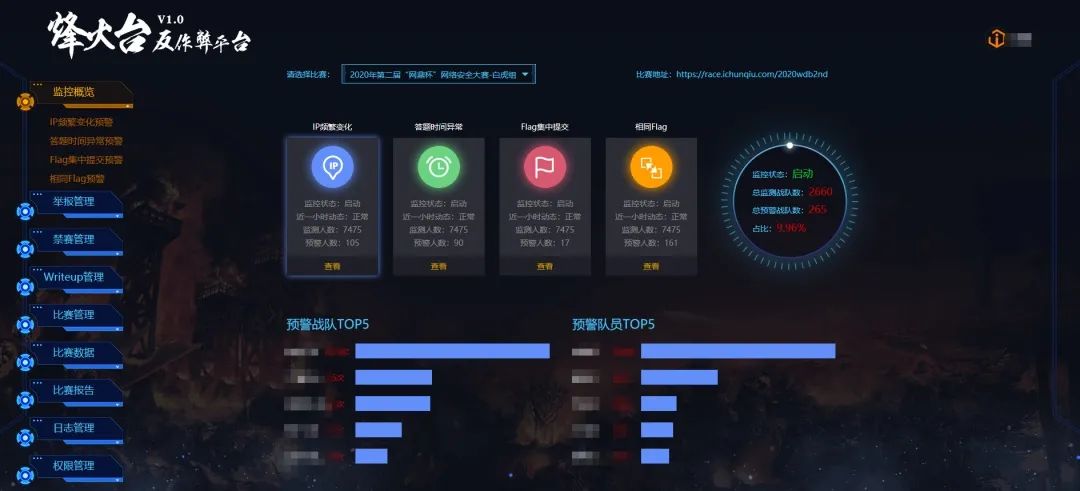 烽火台 V1.0
反作弊平台
请选择比赛： 2020年第二届“网鼎杯”网络安全大赛-白虎组
比赛地址：https://race.ichunqiu.com/2020wdb2nd
监控概览
IP频繁变化预警
答题时间异常预警
Flag集中提交预警
相同Flag预警
举报管理
禁赛管理
Writeup管理
比赛管理
比赛数据
比赛报告
日志管理
权限管理
IP频繁变化
IP
监控状态：启动
近一小时动态：正常
监测人数：7475
预警人数：105
查看
答题时间异常
监控状态：启动
近一小时动态：正常
监测人数：7475
预警人数：90
查看
Flag集中提交
监控状态：启动
近一小时动态：正常
监测人数：7475
预警人数：17
查看
相同Flag
监控状态：启动
近一小时动态：正常
监测人数：7475
预警人数：161
查看
监控状态：启动
总监测战队数：2660
总预警战队数：265
占比：9.96%
预警战队TOP5
预警队员TOP5